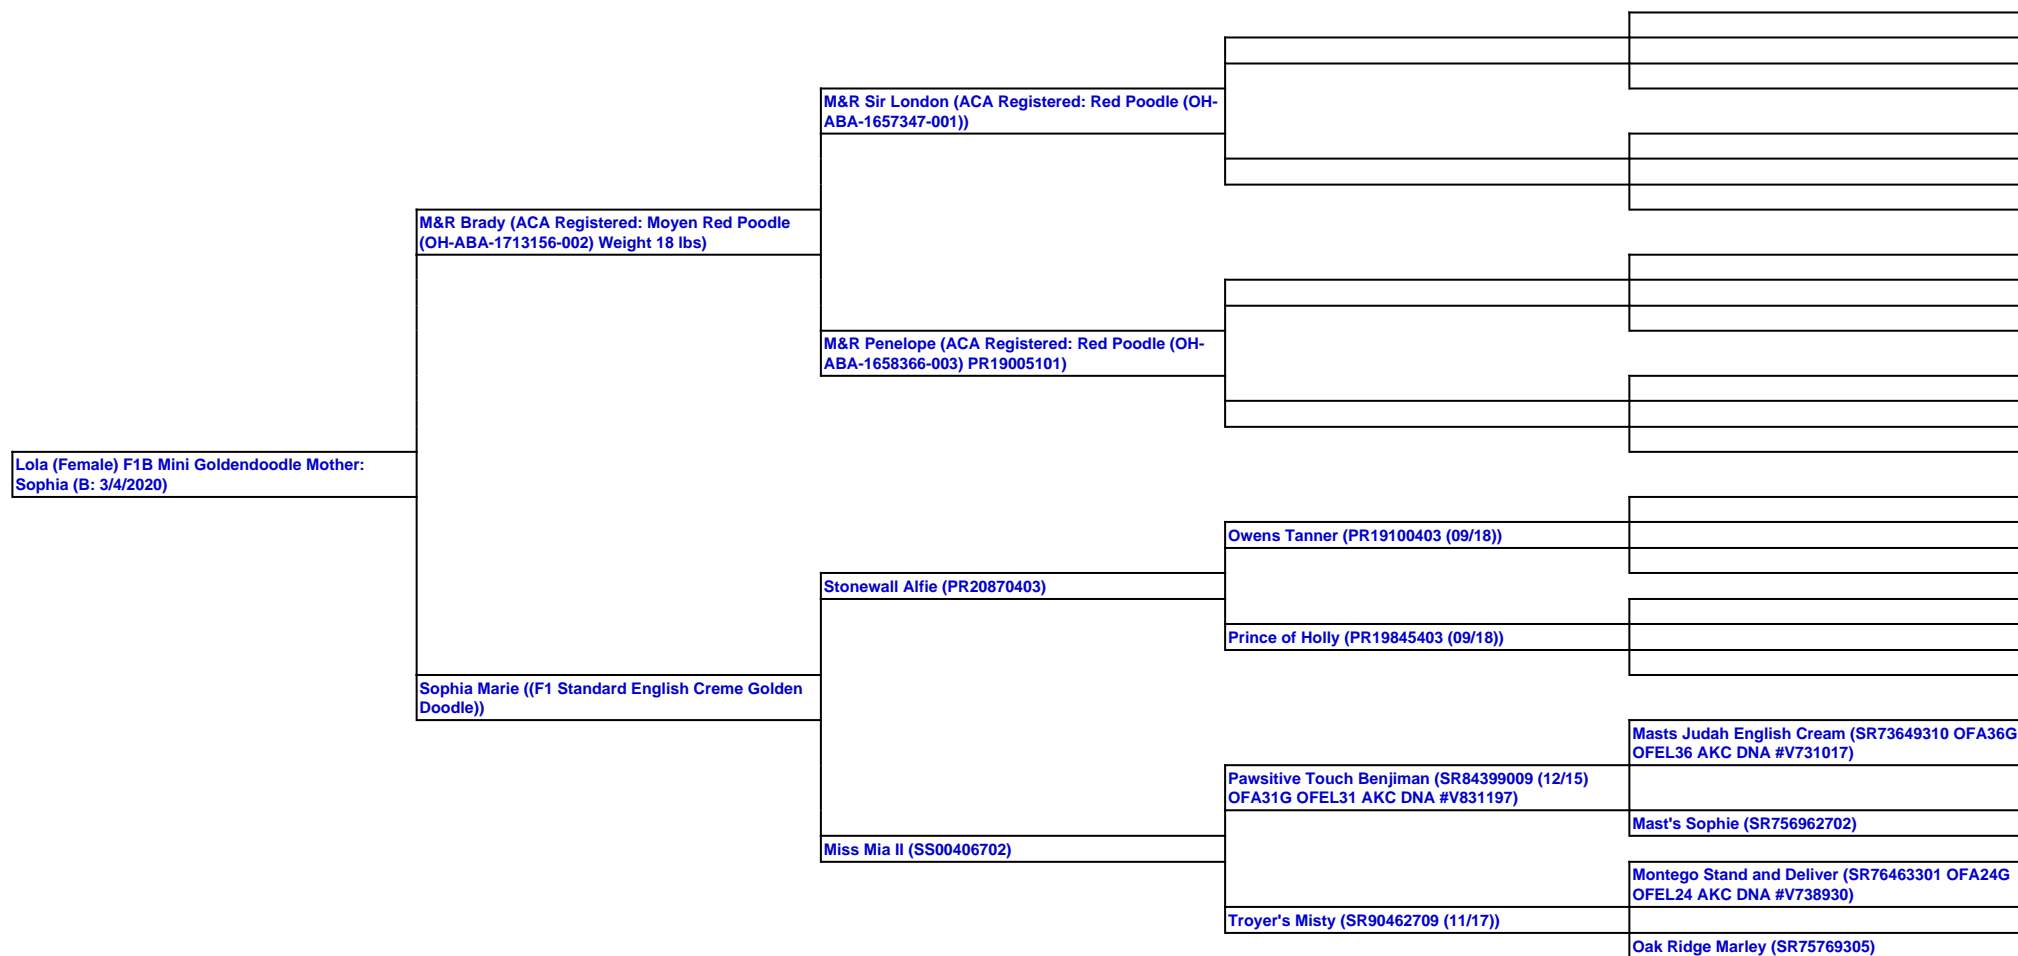 M&R Sir London (ACA Registered: Red Poodle (OH-
ABA-1657347-001))
M&R Brady (ACA Registered: Moyen Red Poodle
(OH-ABA-1713156-002) Weight 18 lbs)
M&R Penelope (ACA Registered: Red Poodle (OH-
ABA-1658366-003) PR19005101)
Lola (Female) F1B Mini Goldendoodle Mother:
Sophia (B: 3/4/2020)
Owens Tanner (PR19100403 (09/18))
Stonewall Alfie (PR20870403)
Prince of Holly (PR19845403 (09/18))
Sophia Marie ((F1 Standard English Creme Golden
Doodle))
Masts Judah English Cream (SR73649310 OFA36G
OFEL36 AKC DNA #V731017)
Pawsitive Touch Benjiman (SR84399009 (12/15)
OFA31G OFEL31 AKC DNA #V831197)
Mast's Sophie (SR756962702)
Miss Mia II (SS00406702)
Montego Stand and Deliver (SR76463301 OFA24G
OFEL24 AKC DNA #V738930)
Troyer's Misty (SR90462709 (11/17))
Oak Ridge Marley (SR75769305)